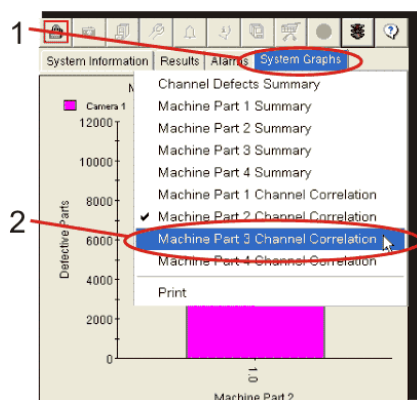 1
System Information Results Alarms System Graphs
Channel Defects Summary
Camera 1
Machine Part 1 Summary
12000
Machine Part 2 Summary
10000
Machine Part 3 Summary
Machine Part 4 Summary
8000
Machine Part 1 Channel Correlation
Machine Part 2 Channel Correlation
2
6000
Machine Part 3 Channel Correlation
Machine Part 4 Channel Correlation
Defective Parts
4000
Print
2000
0
1.0
Machine Part 2